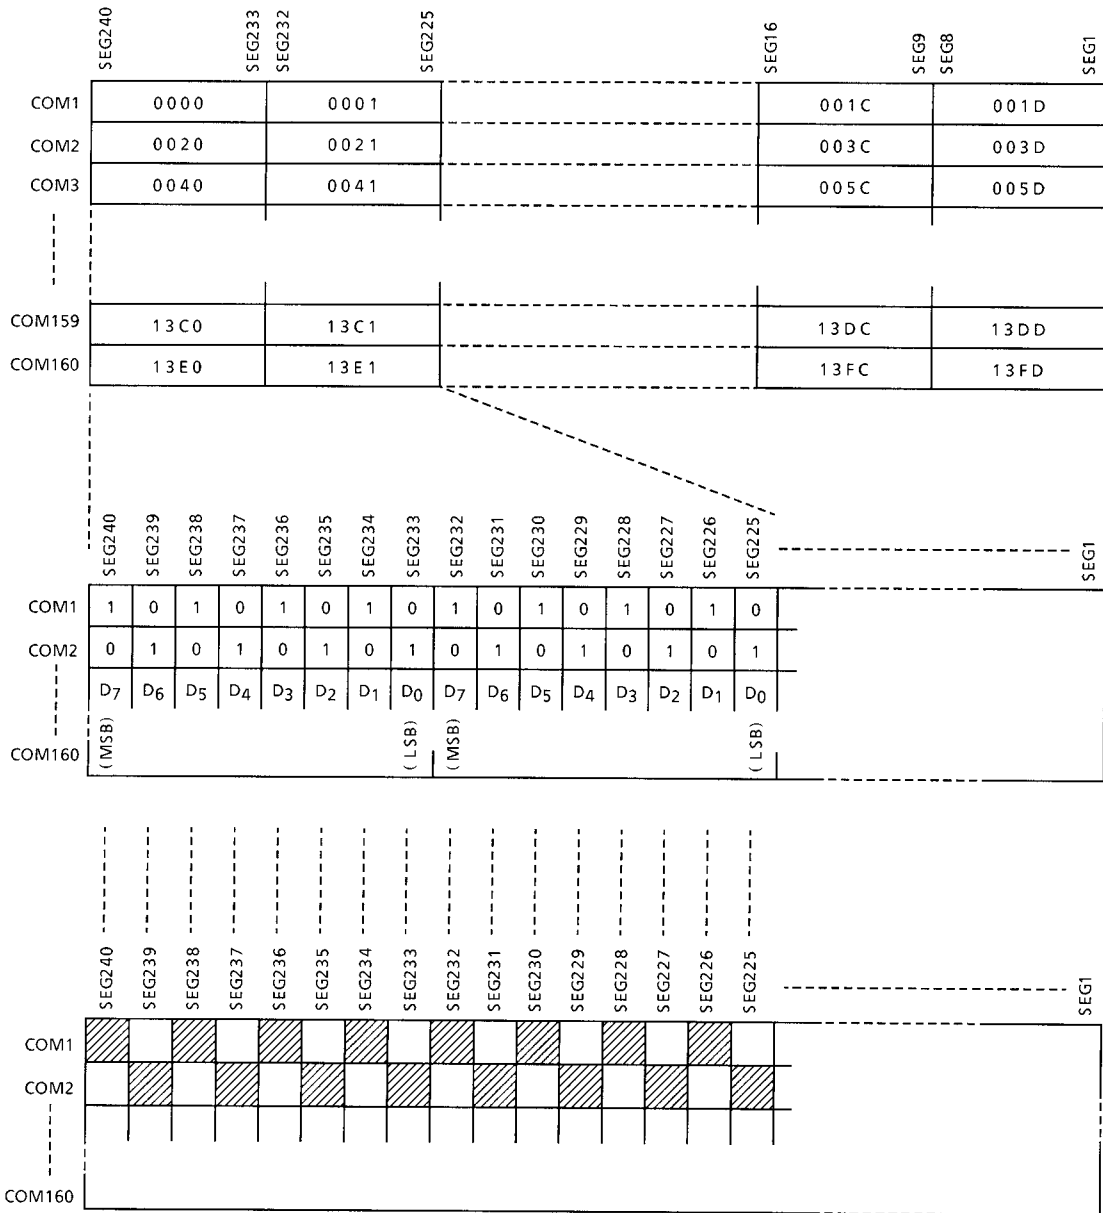 SEG240 SEG233 SEG232 SEG225 SEG16 SEG9 SEG8 SEG1
COM1 0000 0001 001C 001D
COM2 0020 0021 003C 003D
COM3 0040 0041 005C 005D
COM159 13C0 13C1 13DC 13DD
COM160 13E0 13E1 13FC 13FD
SEG240 SEG239 SEG238 SEG237 SEG236 SEG235 SEG234 SEG233 SEG232 SEG231 SEG230 SEG229 SEG228 SEG227 SEG226 SEG225 SEG1
COM1 1 0 1 0 1 0 1 0 1 0 1 0 1 0 1 0
COM2 0 1 0 1 0 1 0 1 0 1 0 1 0 1 0 1
D7 D6 D5 D4 D3 D2 D1 D0 D7 D6 D5 D4 D3 D2 D1 D0
COM160 (MSB) (LSB) (MSB) (LSB)
SEG240 SEG239 SEG238 SEG237 SEG236 SEG235 SEG234 SEG233 SEG232 SEG231 SEG230 SEG229 SEG228 SEG227 SEG226 SEG225 SEG1
COM1
COM2
COM160